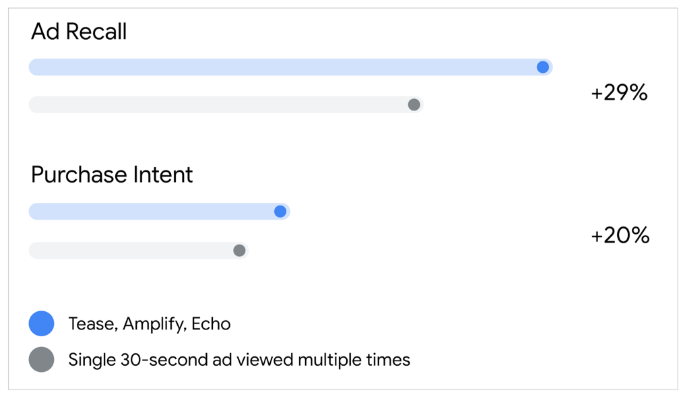 Ad Recall
+29%
Purchase Intent
+20%
Tease, Amplify, Echo
Single 30-second ad viewed multiple times